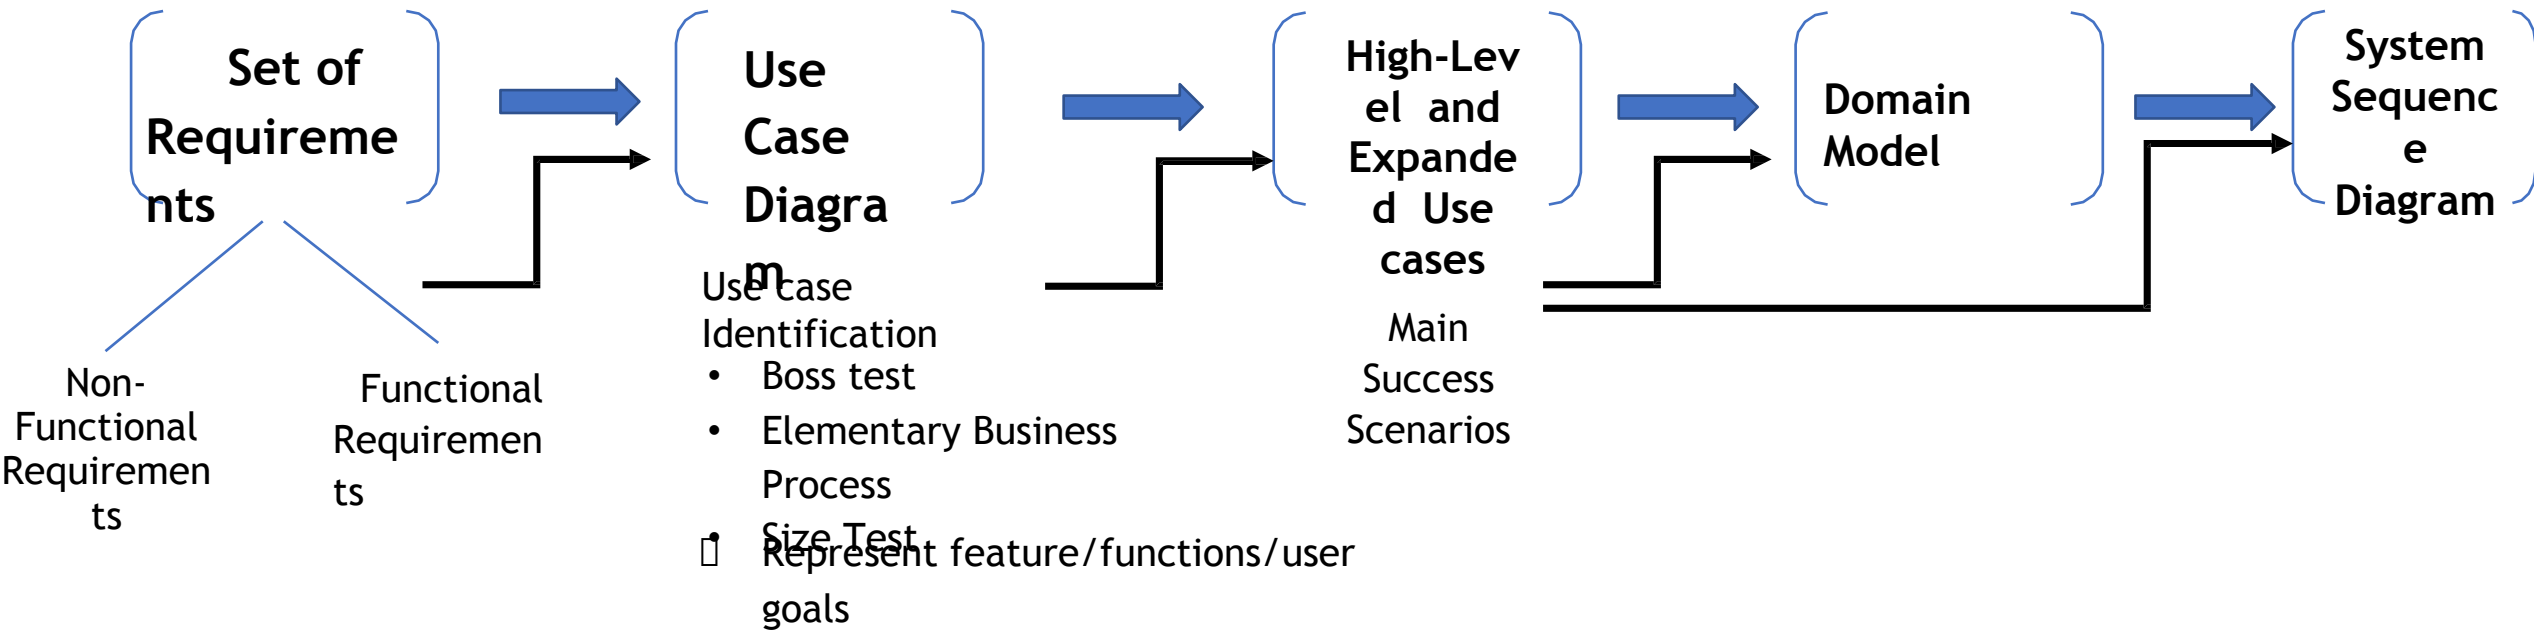 Set of
Requireme
nts
Use
Case
Diagra
m
High-Lev
el and
Expande
d Use
cases
Domain
Model
System
Sequenc
e
Diagram
Non-
Functional
Requiremen
ts
Functional
Requiremen
ts
Use case
Identification
• Boss test
• Elementary Business
Process
• Size Test
Represent feature/functions/user
goals
Main
Success
Scenarios